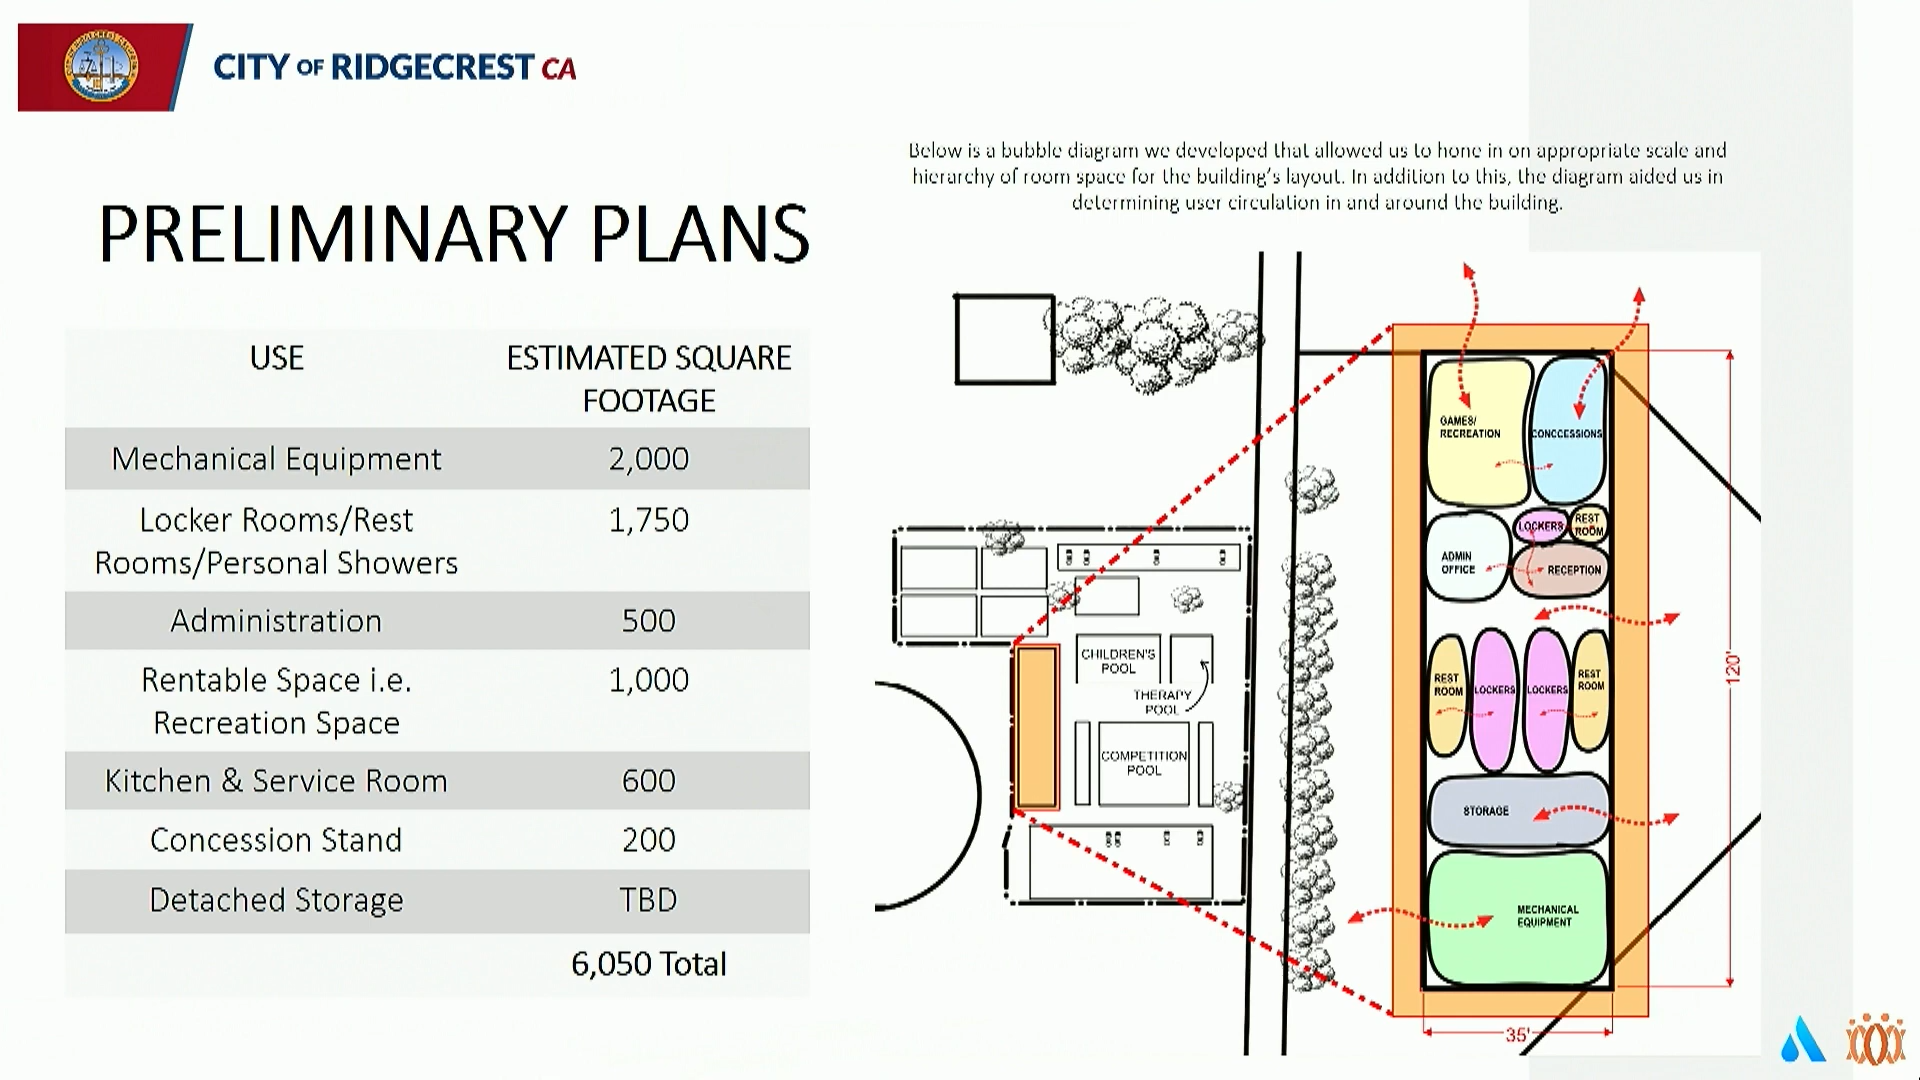 CITY OF RIDGECREST CA
Below is a bubble diagram we developed that allowed us to hone in on appropriate scale and
hierarchy of room space for the building's layout. In addition to this, the diagram aided us in
determining user circulation in and around the building.
PRELIMINARY PLANS
USE ESTIMATED SQUARE
FOOTAGE
Mechanical Equipment 2,000
Locker Rooms/Rest 1,750
Rooms/Personal Showers
Administration 500
Rentable Space i.e. 1,000
Recreation Space
Kitchen & Service Room 600
Concession Stand 200
Detached Storage TBD
6,050 Total
CHILDREN'S
POOL
THERAPY
POOL
COMPETITION
POOL
GAMES/
RECREATION
CONCCESSIONS
LOCKERS
REST
ROOM
ADMIN
OFFICE
RECEPTION
REST
ROOM
LOCKERS
LOCKERS
REST
ROOM
STORAGE
MECHANICAL
EQUIPMENT
120'
35'